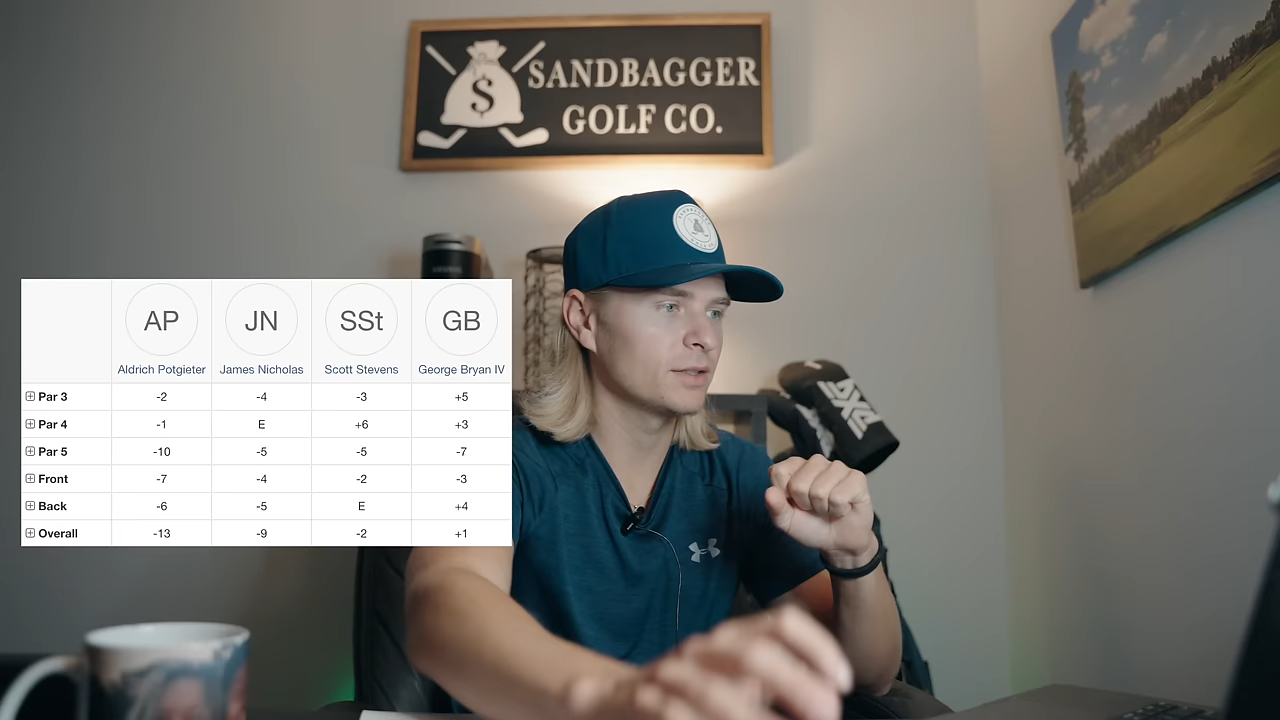 SANDBAGGER
$
GOLF CO.
AP JN SSt GB
Aldrich Potgieter James Nicholas Scott Stevens George Bryan IV
Par 3 -2 -4 -3 +5
Par 4 -1 E +6 +3
Par 5 -10 -5 -5 -7
Front -7 -4 -2 -3
Back -6 -5 E +4
Overall -13 -9 -2 +1
PXG